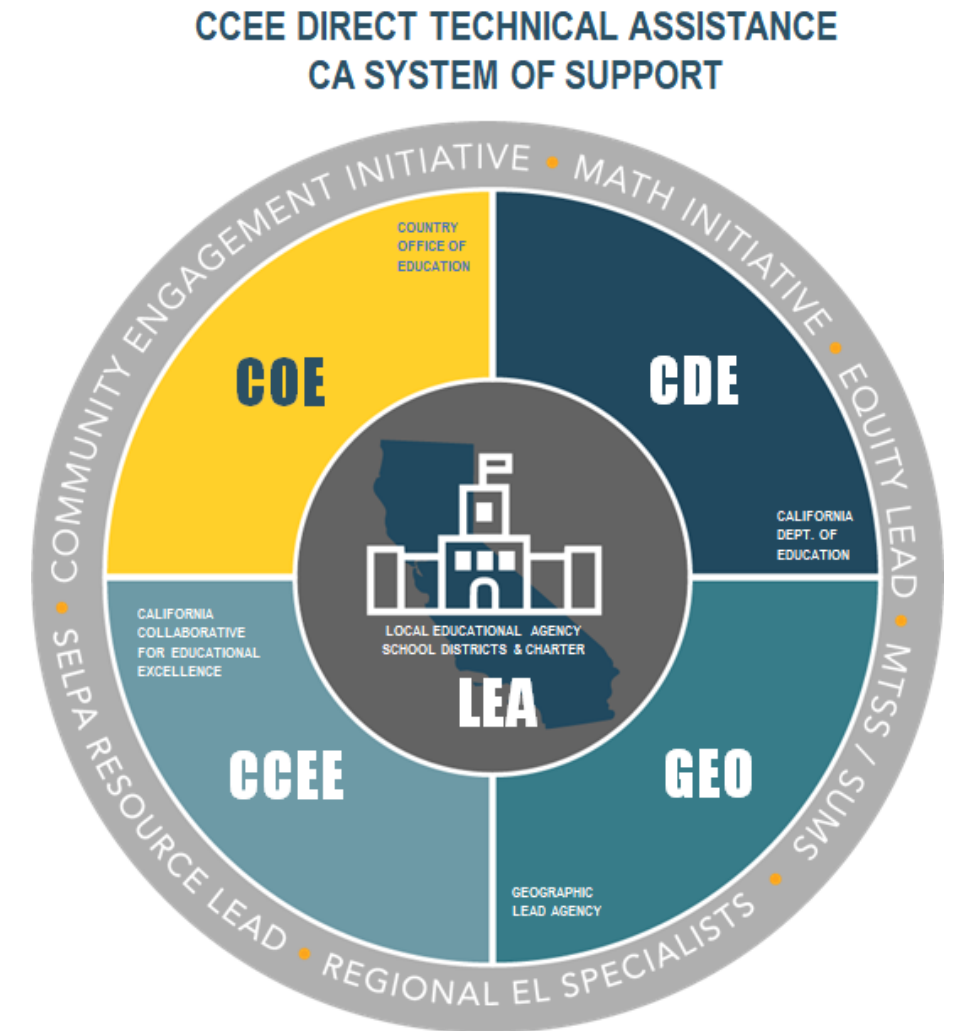 CCEE DIRECT TECHNICAL ASSISTANCE
CA SYSTEM OF SUPPORT
COMMUNITY ENGAGEMENT INITIATIVE • MATH INITIATIVE • EQUITY LEAD • MTSS / SUMS • REGIONAL EL SPECIALISTS • SELPA RESOURCE LEAD •
COUNTRY
OFFICE OF
EDUCATION
COE
CDE
CALIFORNIA
DEPT. OF
EDUCATION
LOCAL EDUCATIONAL AGENCY
SCHOOL DISTRICTS & CHARTER
LEA
CALIFORNIA
COLLABORATIVE
FOR EDUCATIONAL
EXCELLENCE
CCEE
GEO
GEOGRAPHIC
LEAD AGENCY